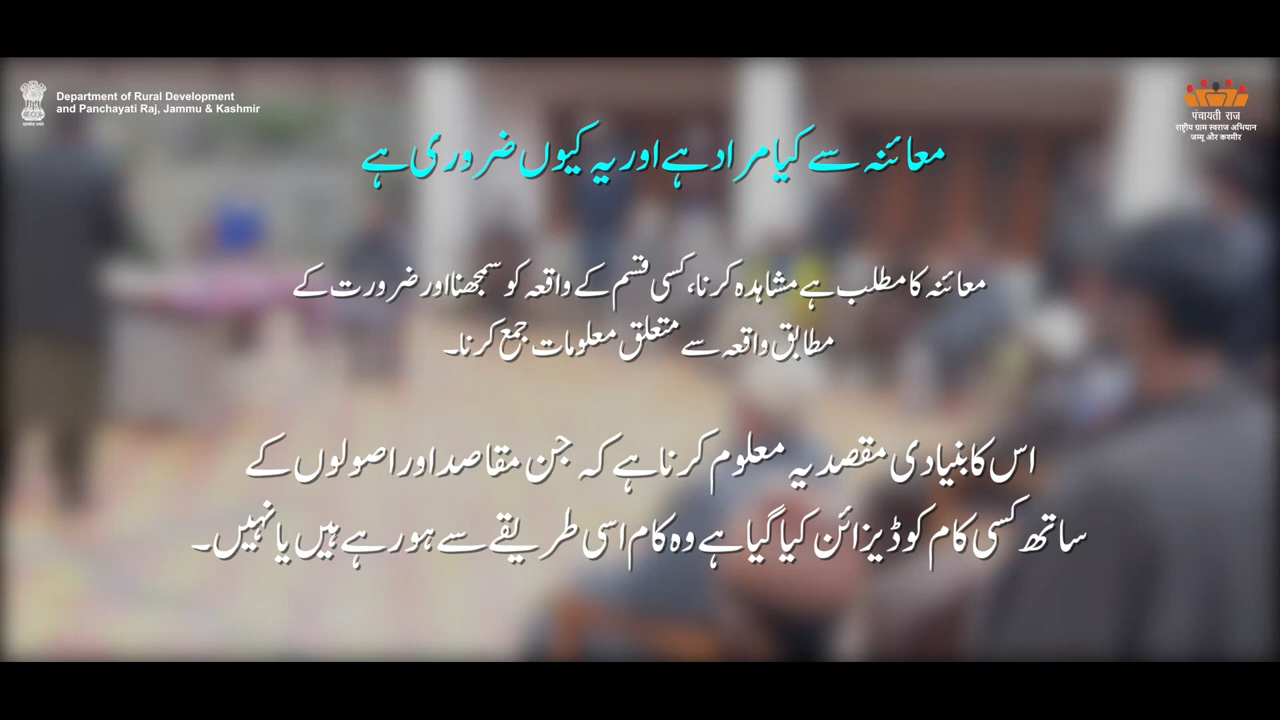 Department of Rural Development
and Panchayati Raj, Jammu & Kashmir
पंचायती राज
राष्ट्रीय ग्राम स्वराज अभियान
जम्मू और कश्मीर
معائنہ سے کیا مراد ہے اور یہ کیوں ضروری ہے
معائنہ کا مطلب ہے مشاہدہ کرنا، کسی قسم کے واقعہ کو سمجھنا اور ضرورت کے
مطابق واقعہ سے متعلق معلومات جمع کرنا۔
اس کا بنیادی مقصد یہ معلوم کرنا ہے کہ جن مقاصد اور اصولوں کے
ساتھ کسی کام کو ڈیزائن کیا گیا ہے وہ کام اسی طریقے سے ہو رہے ہیں یا نہیں۔